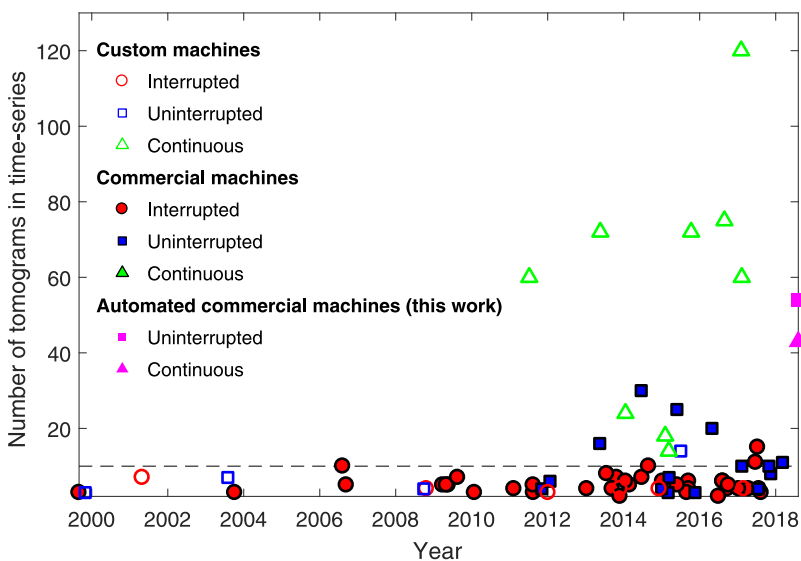 Number of tomograms in time-series
120
100
80
60
40
20
Custom machines
Interrupted
Uninterrupted
Continuous
Commercial machines
Interrupted
Uninterrupted
Continuous
Automated commercial machines (this work)
Uninterrupted
Continuous
2000 2002 2004 2006 2008 2010 2012 2014 2016 2018
Year